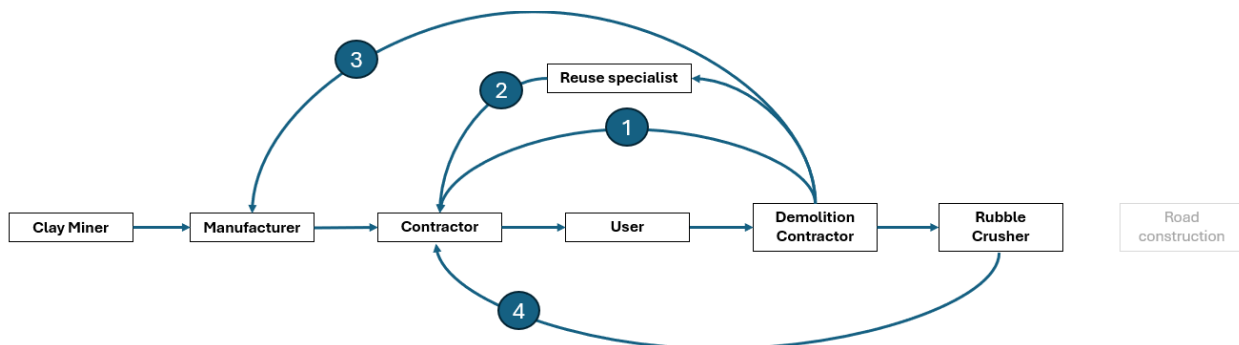 3
Reuse specialist
2
1
Clay Miner
Manufacturer
Contractor
User
Demolition
Contractor
Rubble
Crusher
Road
construction
4